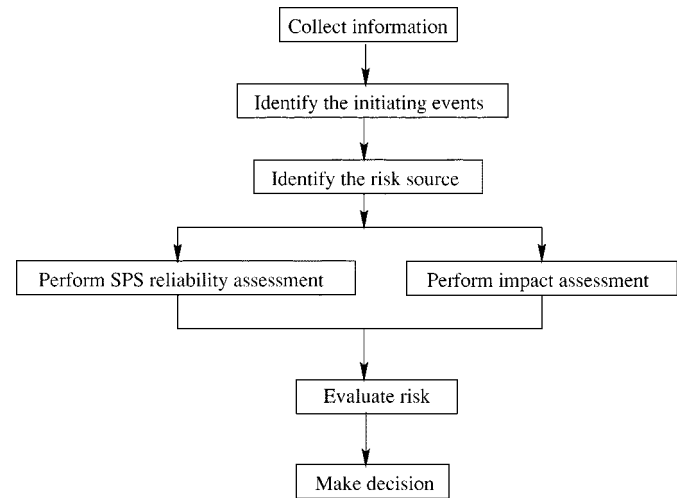 Collect information
Identify the initiating events
Identify the risk source
Perform SPS reliability assessment
Perform impact assessment
Evaluate risk
Make decision